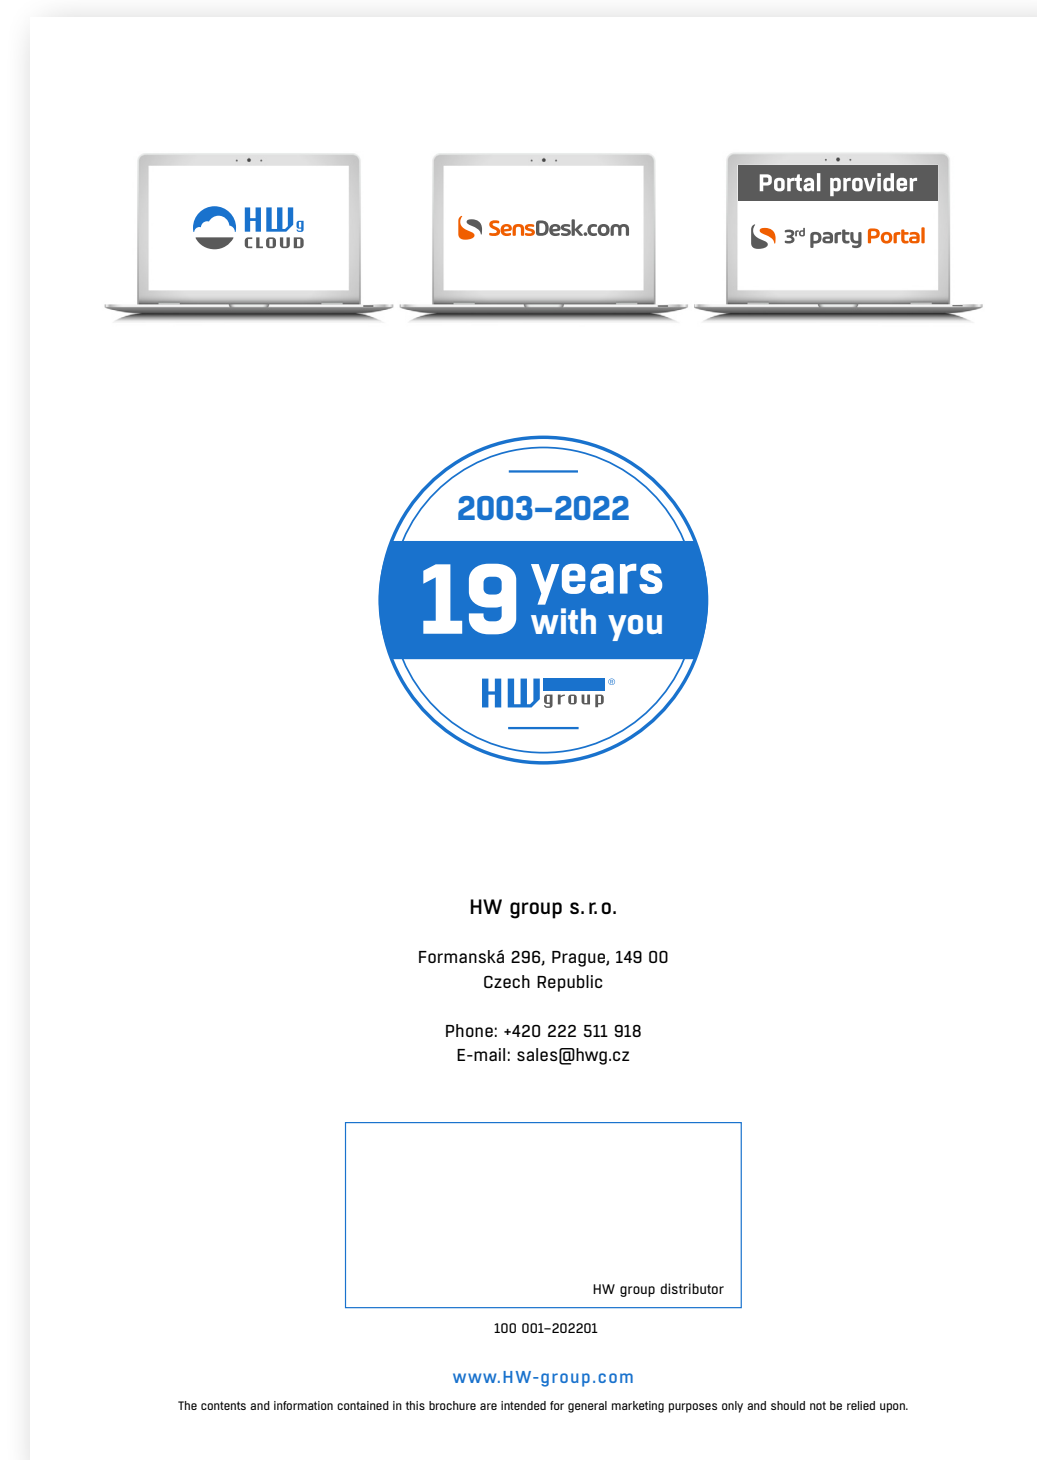 HWg
CLOUD
SensDesk.com
Portal provider
3rd party Portal
2003–2022
19 years
with you
HW group®
HW group s.r.o.
Formanská 296, Prague, 149 00
Czech Republic
Phone: +420 222 511 918
E-mail: sales@hwg.cz
HW group distributor
100 001–202201
www.HW-group.com
The contents and information contained in this brochure are intended for general marketing purposes only and should not be relied upon.